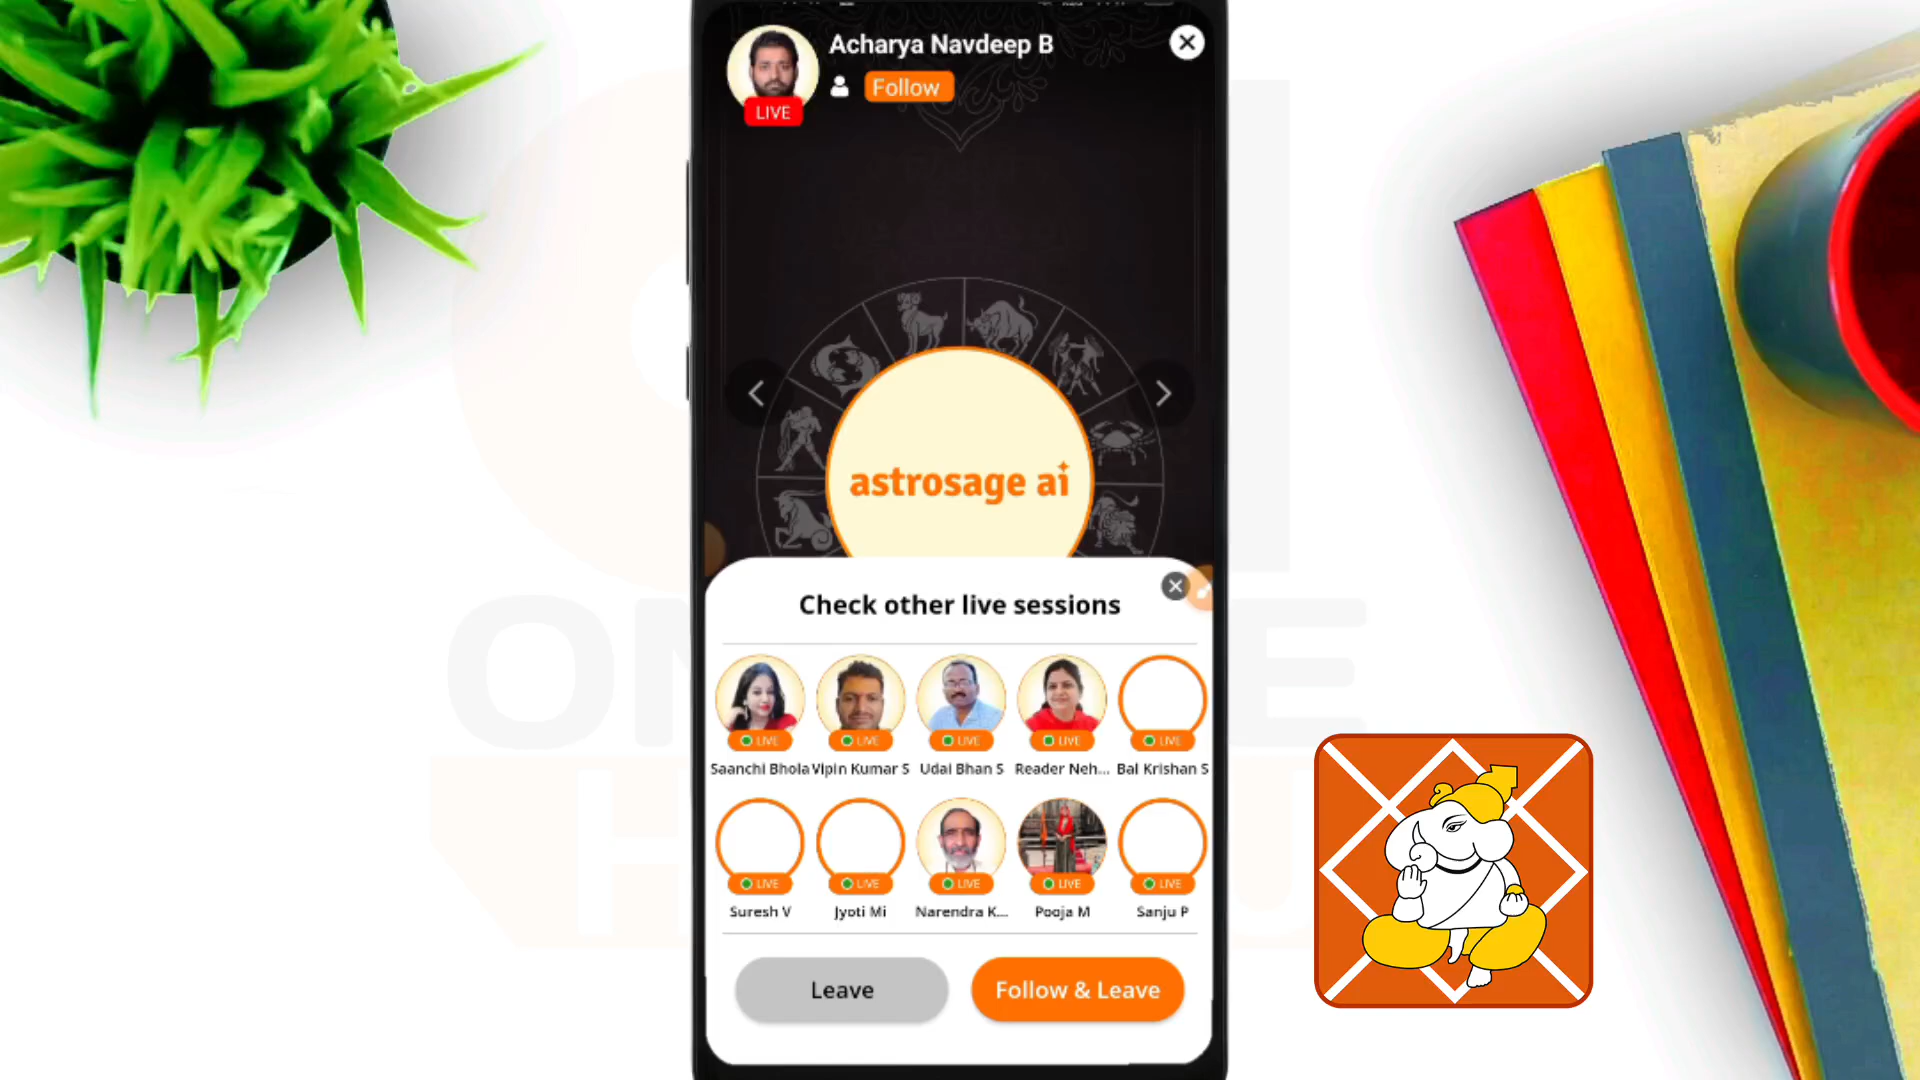 Acharya Navdeep B
Follow
LIVE
astrosage ai
Check other live sessions
LIVE LIVE LIVE LIVE LIVE
Saanchi Bhola Vipin Kumar S Udai Bhan S Reader Neh... Bal Krishan S
LIVE LIVE LIVE LIVE LIVE
Suresh V Jyoti Mi Narendra K... Pooja M Sanju P
Leave Follow & Leave